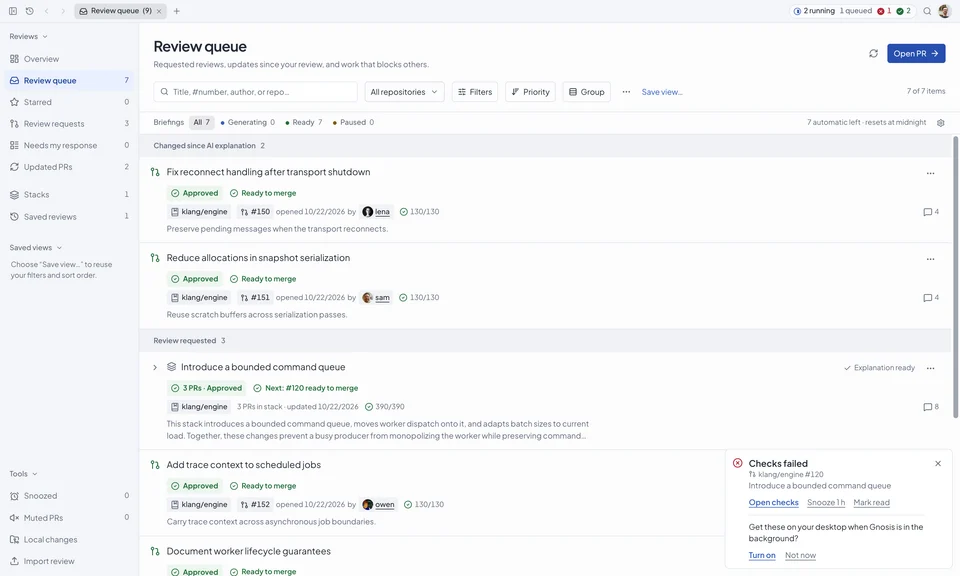 Review queue (9)
2 running 1 queued 1 2
Reviews
Overview
Review queue 7
Starred 0
Review requests 3
Needs my response 0
Updated PRs 2
Stacks 1
Saved reviews 1
Saved views
Choose "Save view..." to reuse
your filters and sort order.
Tools
Snoozed 0
Muted PRs 0
Local changes
Import review
Review queue
Requested reviews, updates since your review, and work that blocks others.
Open PR
Title, #number, author, or repo...
All repositories
Filters
Priority
Group
Save view...
7 of 7 items
Briefings All 7 Generating 0 Ready 7 Paused 0
7 automatic left · resets at midnight
Changed since AI explanation 2
Fix reconnect handling after transport shutdown
Approved Ready to merge
klang/engine #150 opened 10/22/2026 by lena 130/130
4
Preserve pending messages when the transport reconnects.
Reduce allocations in snapshot serialization
Approved Ready to merge
klang/engine #151 opened 10/22/2026 by sam 130/130
4
Reuse scratch buffers across serialization passes.
Review requested 3
Introduce a bounded command queue
Explanation ready
3 PRs · Approved Next: #120 ready to merge
klang/engine 3 PRs in stack · updated 10/22/2026 390/390
8
This stack introduces a bounded command queue, moves worker dispatch onto it, and adapts batch sizes to current
load. Together, these changes prevent a busy producer from monopolizing the worker while preserving command...
Add trace context to scheduled jobs
Approved Ready to merge
klang/engine #152 opened 10/22/2026 by owen 130/130
Carry trace context across asynchronous job boundaries.
Document worker lifecycle guarantees
Approved Ready to merge
Checks failed
klang/engine #120
Introduce a bounded command queue
Open checks Snooze 1 h Mark read
Get these on your desktop when Gnosis is in the
background?
Turn on Not now